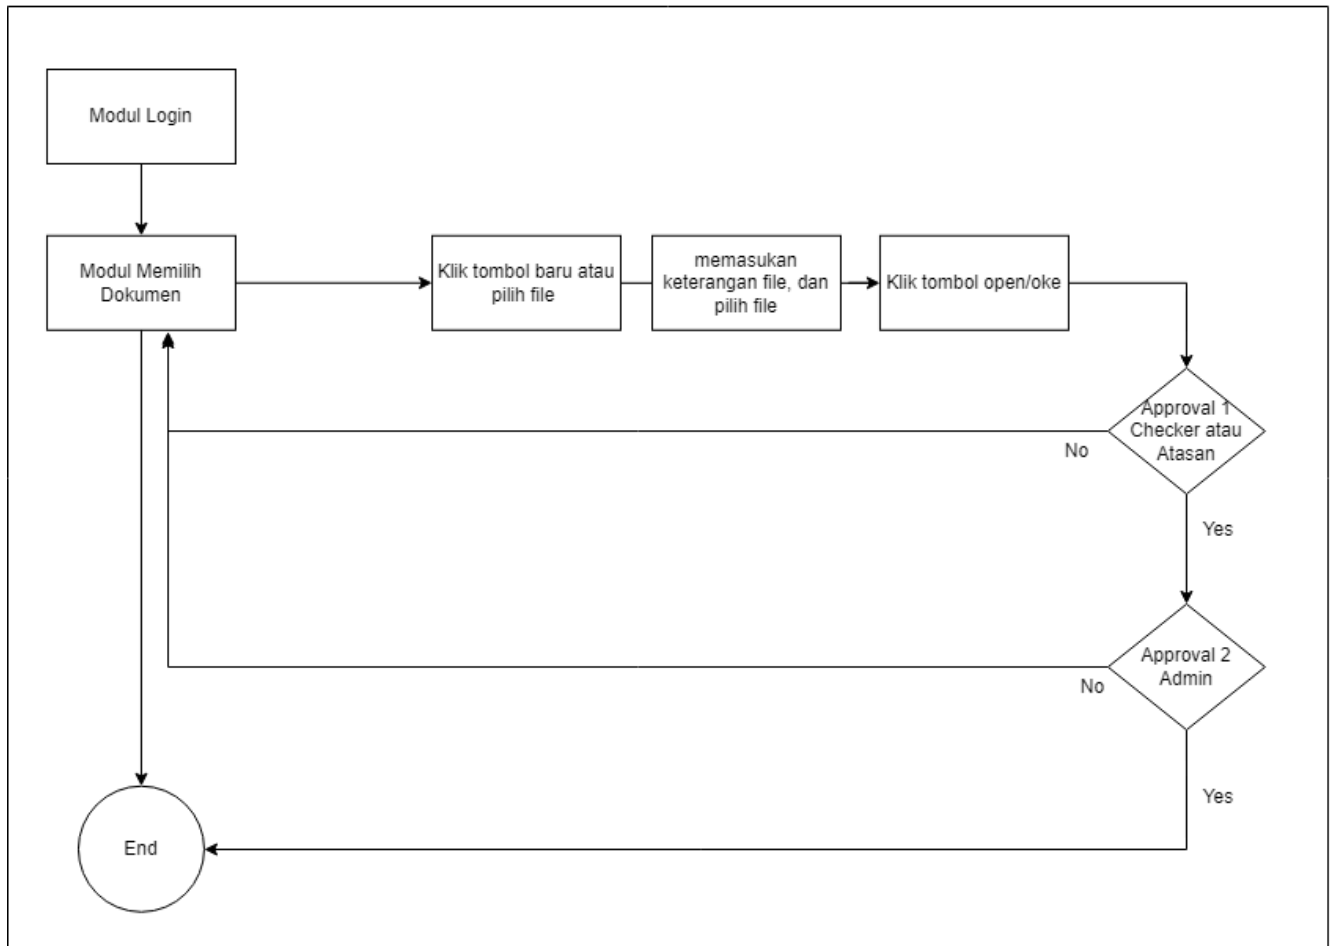 Modul Login
Modul Memilih
Dokumen
Klik tombol baru atau
pilih file
memasukan
keterangan file, dan
pilih file
Klik tombol open/oke
Approval 1
Checker atau
Atasan
No
Yes
Approval 2
Admin
No
Yes
End